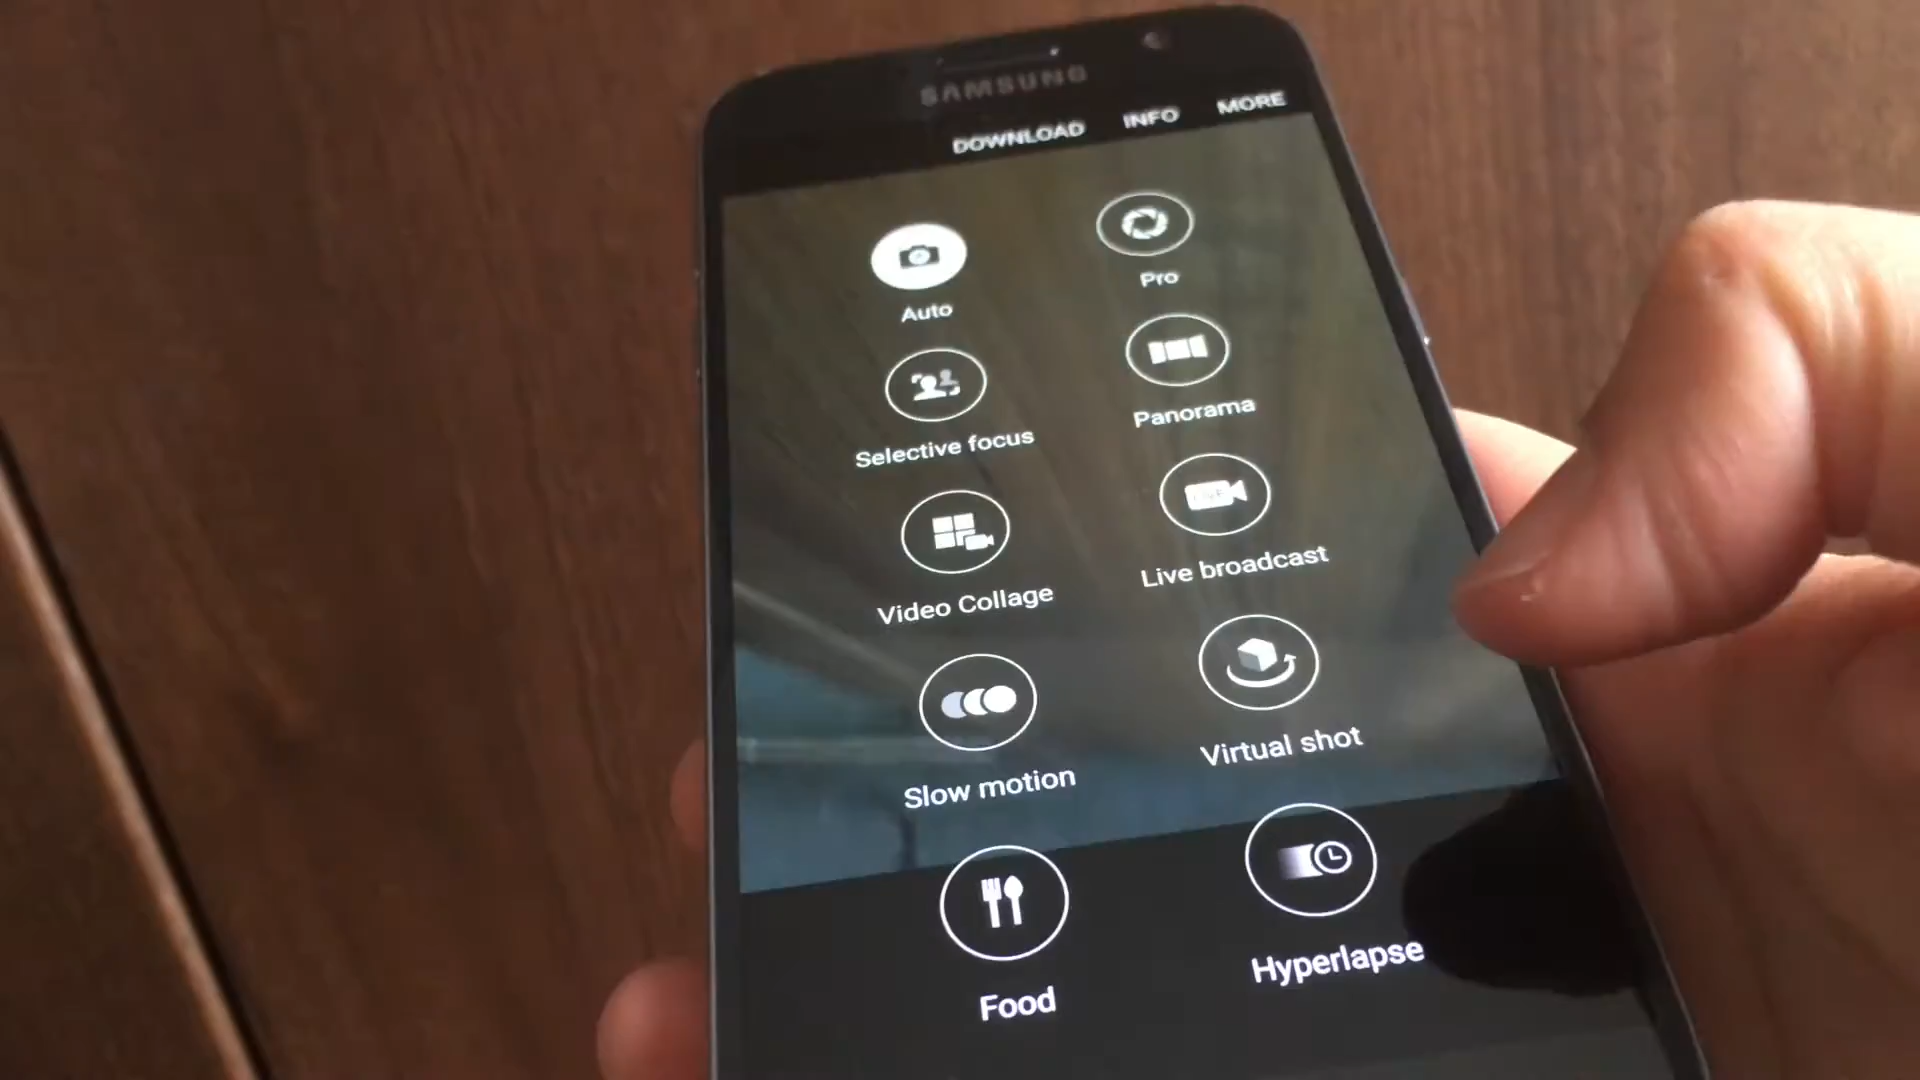 SAMSUNG
DOWNLOAD INFO MORE
Auto Pro
Selective focus Panorama
LIVE
Video Collage Live broadcast
Slow motion Virtual shot
Food Hyperlapse